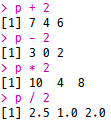 > p + 2
[1] 7 4 6
> p - 2
[1] 3 0 2
> p * 2
[1] 10  4  8
> p / 2
[1] 2.5 1.0 2.0